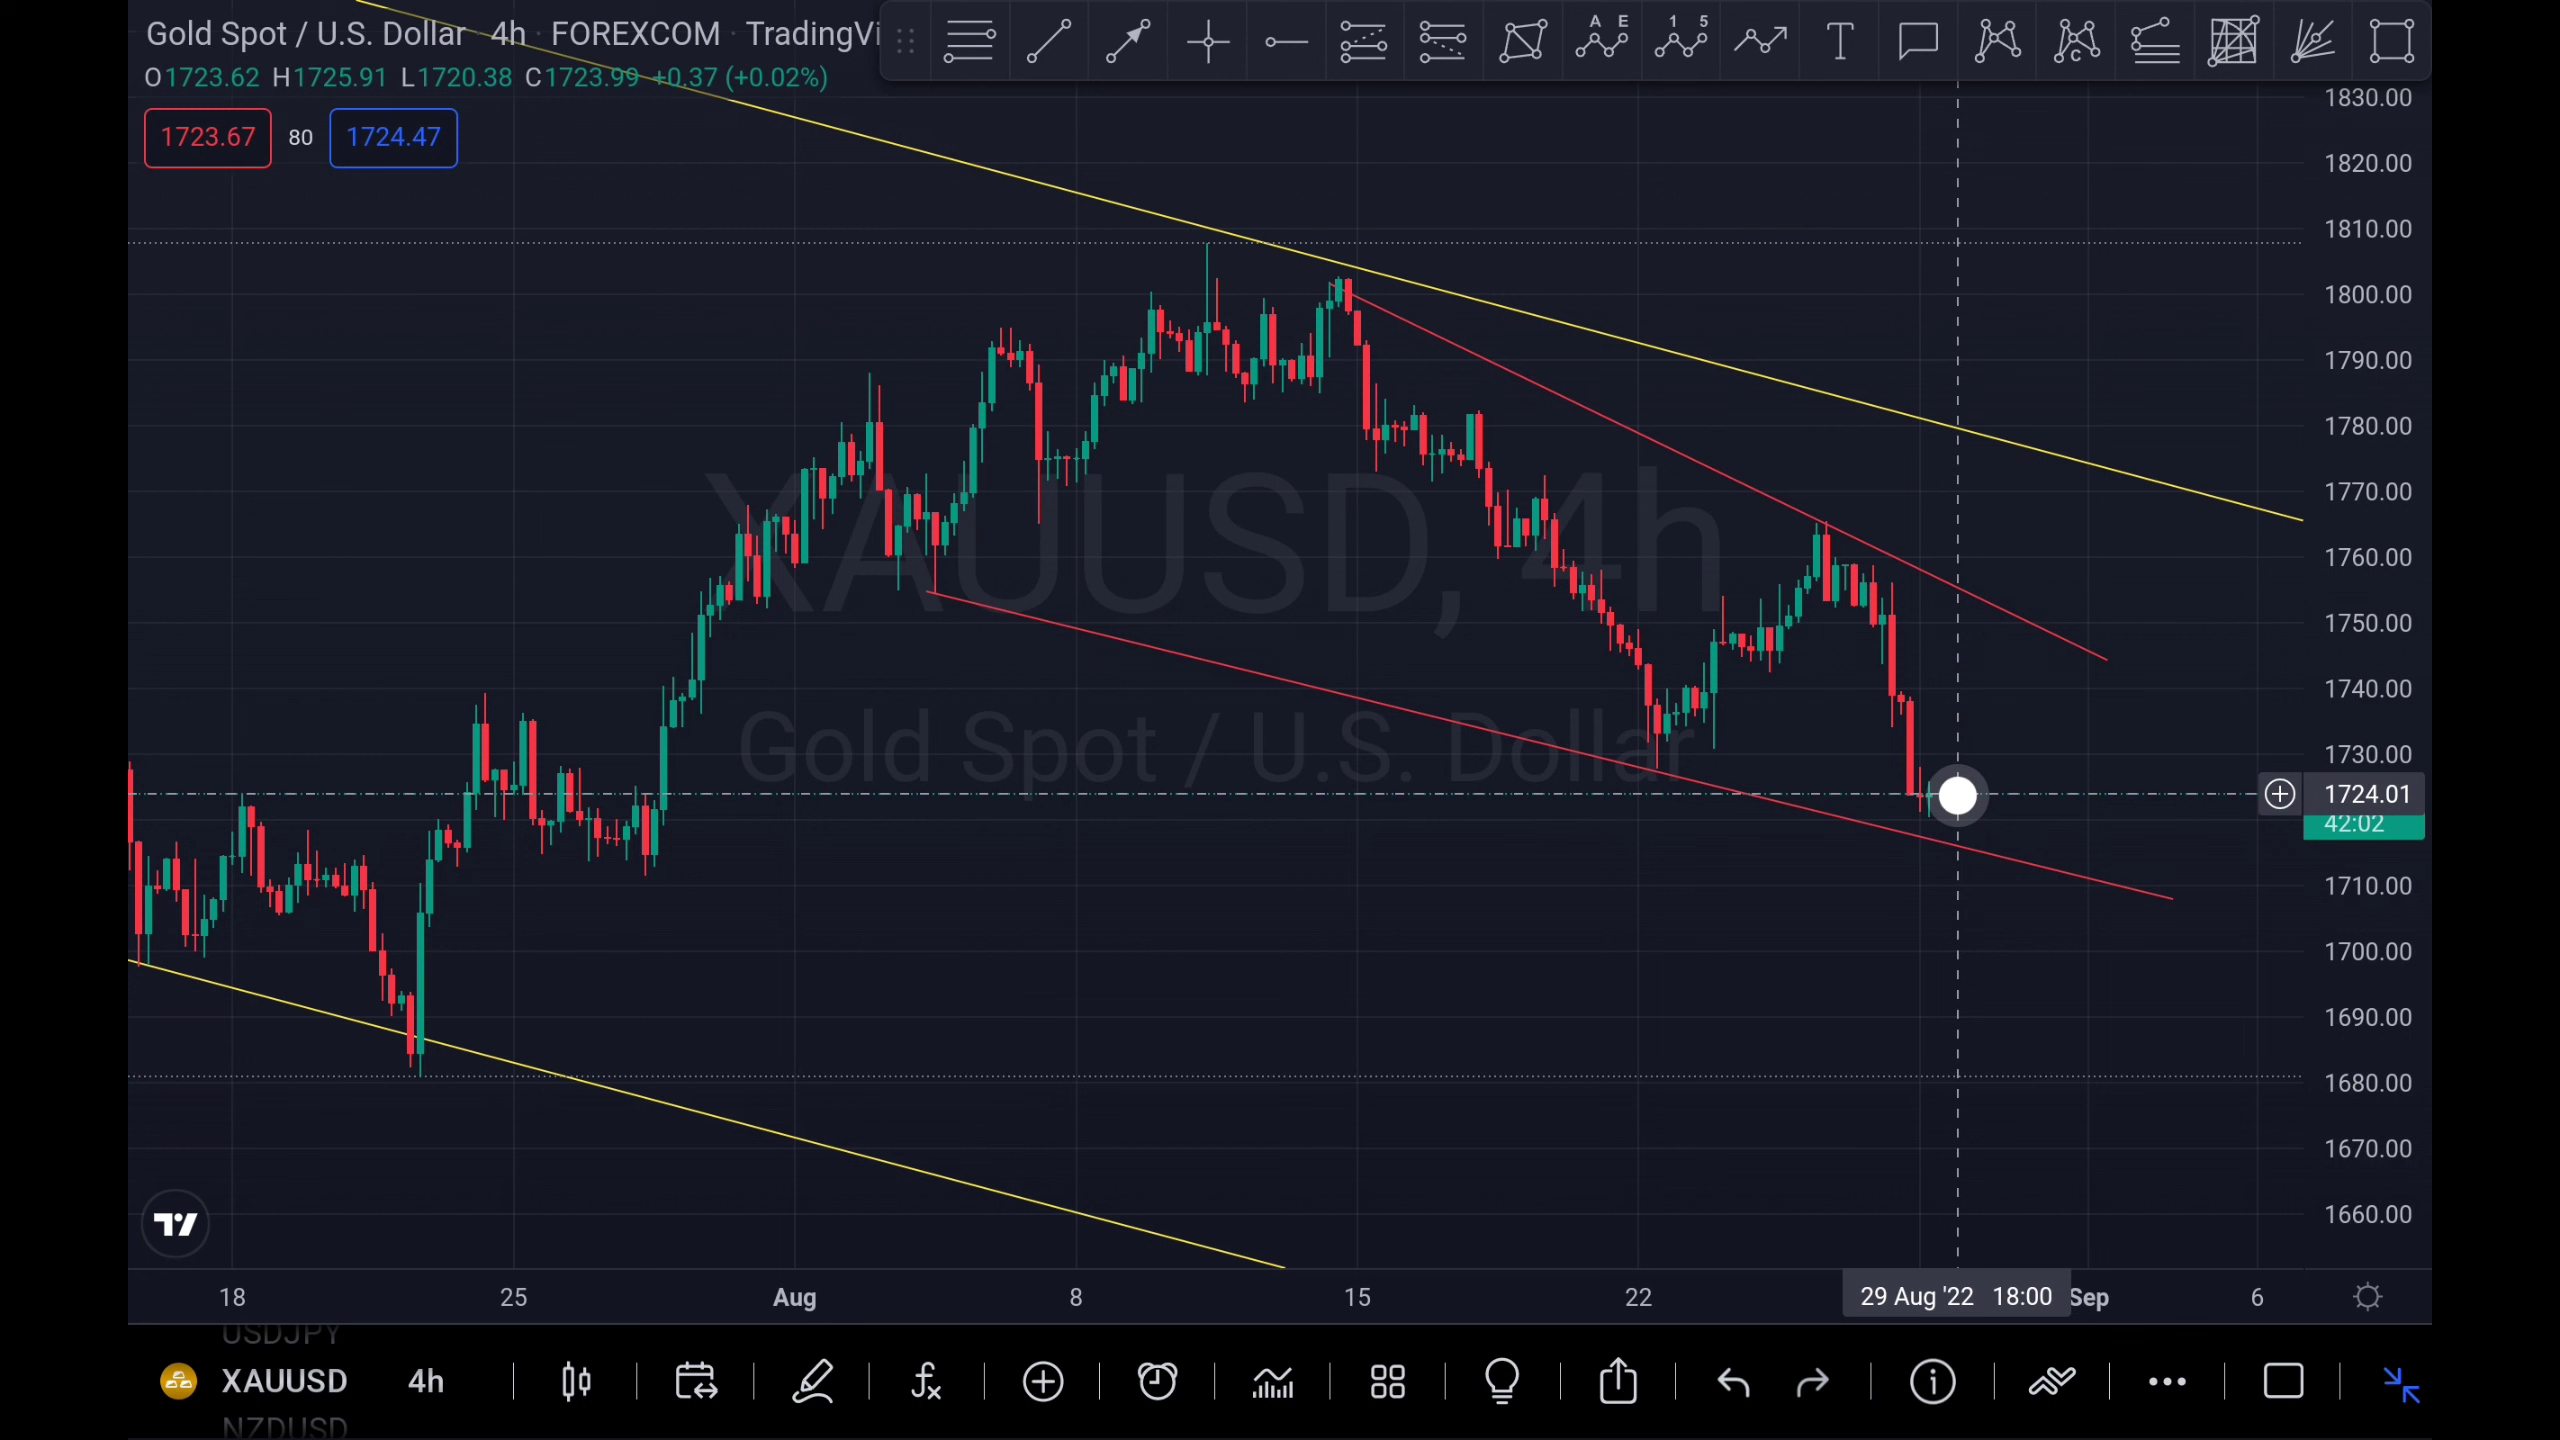 Gold Spot / U.S. Dollar · 4h · FOREXCOM · TradingVi
O1723.62 H1725.91 L1720.38 C1723.99 +0.37 (+0.02%)
1723.67 80 1724.47
A E
1 5
T
C
1830.00
1820.00
1810.00
1800.00
1790.00
1780.00
1770.00
1760.00
1750.00
1740.00
1730.00
1724.01
42:02
1710.00
1700.00
1690.00
1680.00
1670.00
1660.00
XAUUSD, 4h
Gold Spot / U.S. Dollar
18 25 Aug 8 15 22 29 Aug '22 18:00 Sep 6
USDJPY
XAUUSD 4h
NZDUSD